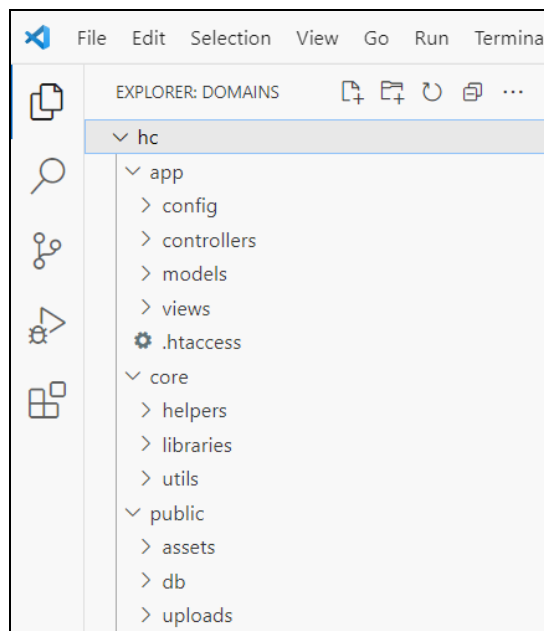 File Edit Selection View Go Run Termina
EXPLORER: DOMAINS
hc
app
config
controllers
models
views
.htaccess
core
helpers
libraries
utils
public
assets
db
uploads